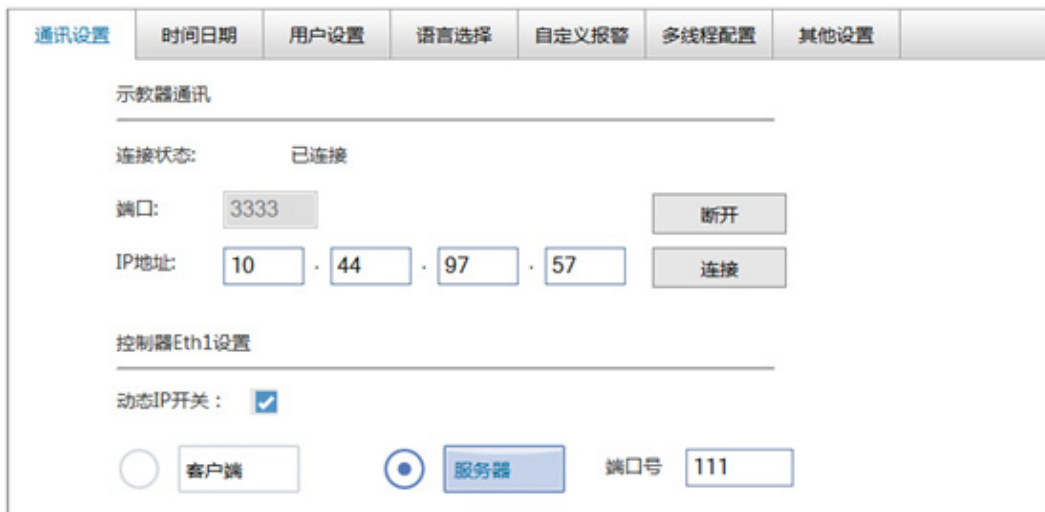 通讯设置 时间日期 用户设置 语言选择 自定义报警 多线程配置 其他设置
示教器通讯
连接状态: 已连接
端口: 3333 断开
IP地址: 10 . 44 . 97 . 57 连接
控制器Eth1设置
动态IP开关：
客户端 服务器 端口号 111